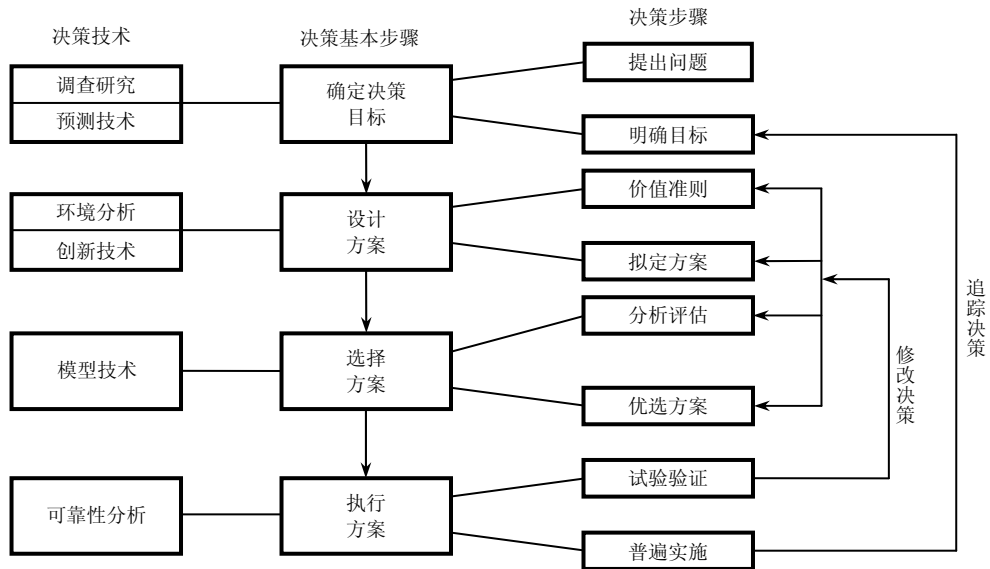 决策技术
决策基本步骤
决策步骤
调查研究
预测技术
确定决策
目标
提出问题
明确目标
环境分析
创新技术
设计
方案
价值准则
拟定方案
模型技术
选择
方案
分析评估
优选方案
可靠性分析
执行
方案
试验验证
普遍实施
修改决策
追踪决策